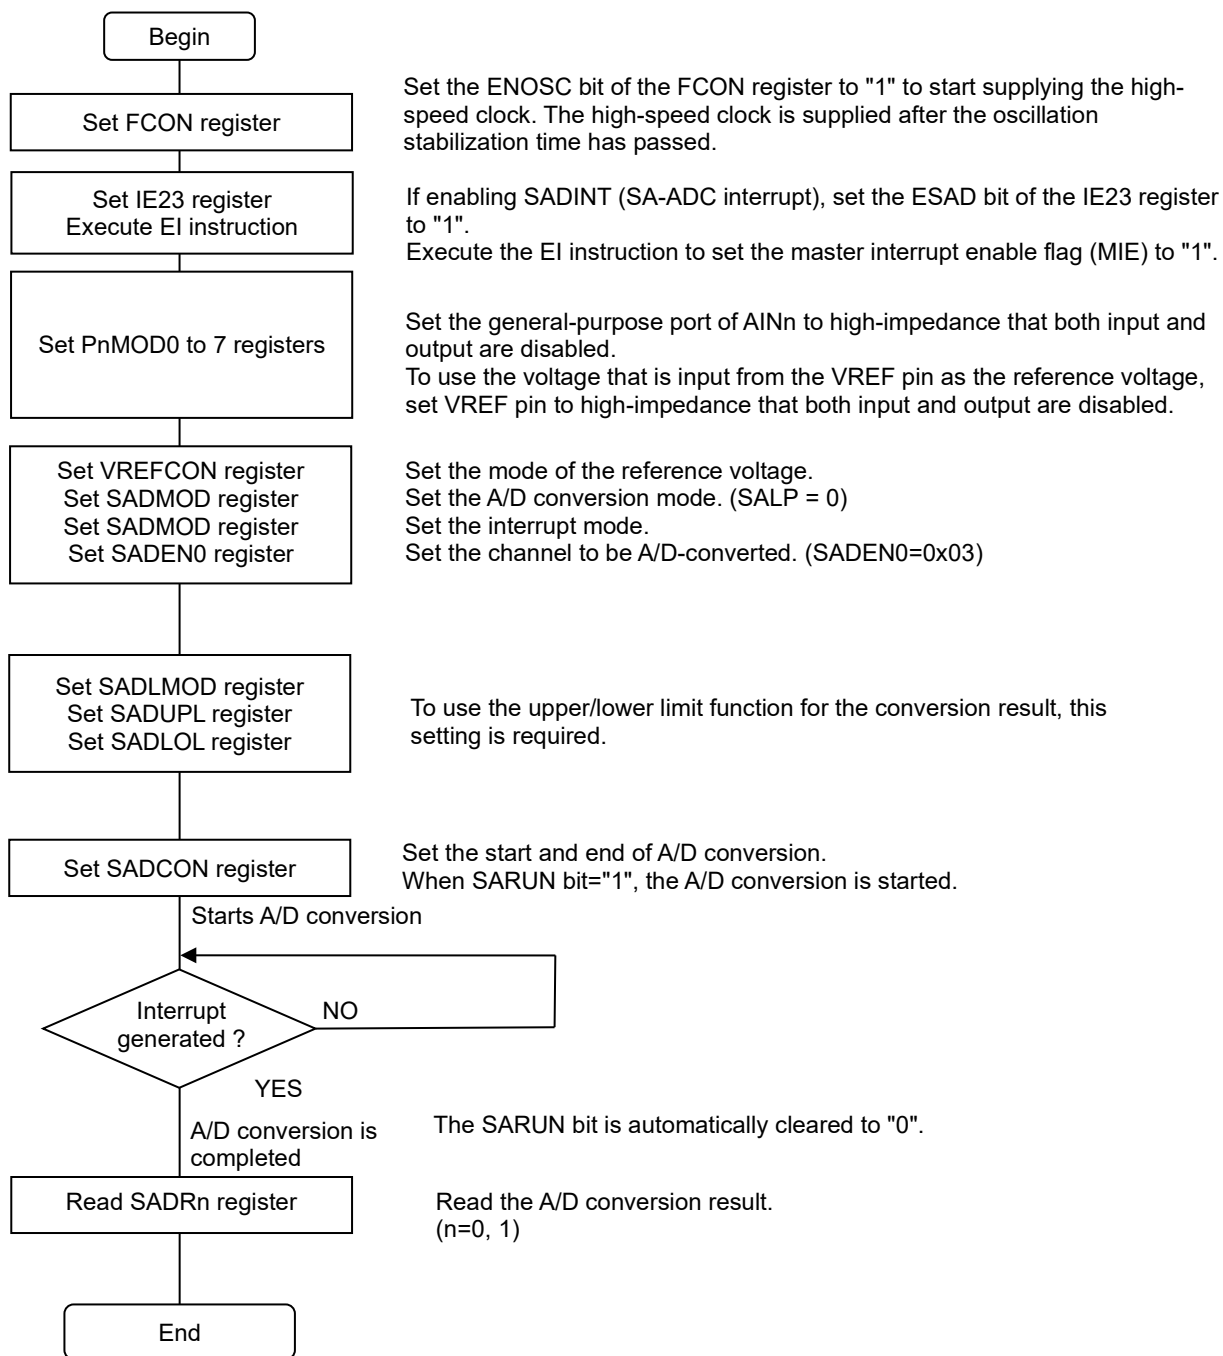 Begin
Set FCON register
Set the ENOSC bit of the FCON register to "1" to start supplying the high-
speed clock. The high-speed clock is supplied after the oscillation
stabilization time has passed.
Set IE23 register
Execute EI instruction
If enabling SADINT (SA-ADC interrupt), set the ESAD bit of the IE23 register
to "1".
Execute the EI instruction to set the master interrupt enable flag (MIE) to "1".
Set PnMOD0 to 7 registers
Set the general-purpose port of AINn to high-impedance that both input and
output are disabled.
To use the voltage that is input from the VREF pin as the reference voltage,
set VREF pin to high-impedance that both input and output are disabled.
Set VREFCON register
Set SADMOD register
Set SADMOD register
Set SADEN0 register
Set the mode of the reference voltage.
Set the A/D conversion mode. (SALP = 0)
Set the interrupt mode.
Set the channel to be A/D-converted. (SADEN0=0x03)
Set SADLMOD register
Set SADUPL register
Set SADLOL register
To use the upper/lower limit function for the conversion result, this
setting is required.
Set SADCON register
Set the start and end of A/D conversion.
When SARUN bit="1", the A/D conversion is started.
Starts A/D conversion
Interrupt
generated ?
NO
YES
A/D conversion is
completed
The SARUN bit is automatically cleared to "0".
Read SADRn register
Read the A/D conversion result.
(n=0, 1)
End